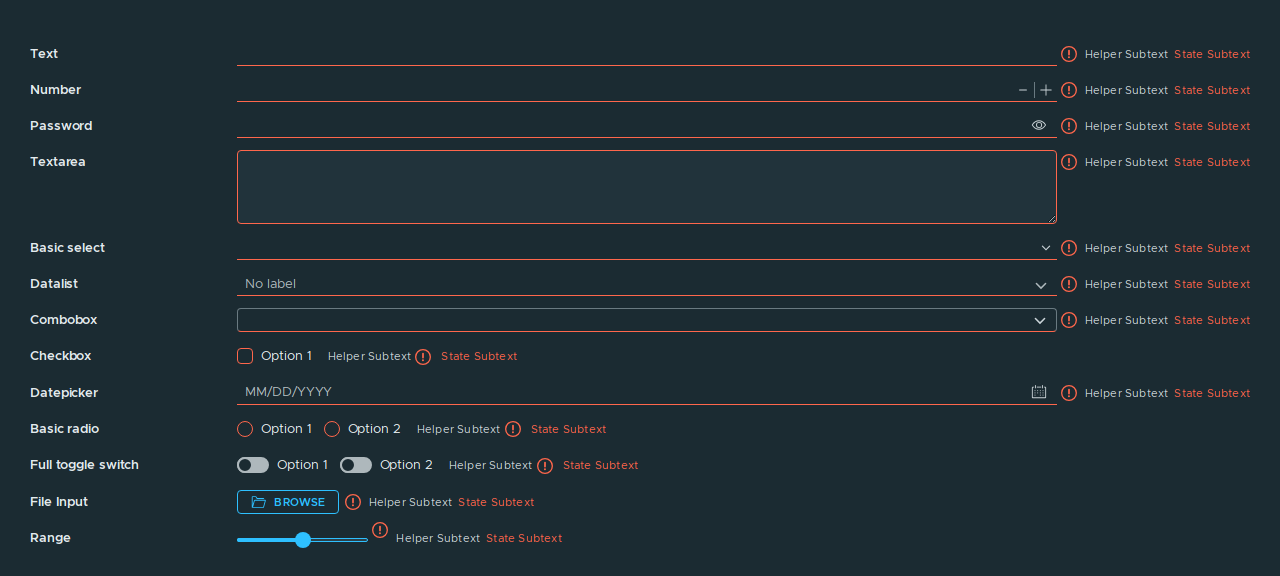 Text Helper Subtext State Subtext
Number Helper Subtext State Subtext
Password Helper Subtext State Subtext
Textarea Helper Subtext State Subtext
Basic select Helper Subtext State Subtext
Datalist No label Helper Subtext State Subtext
Combobox Helper Subtext State Subtext
Checkbox Option 1 Helper Subtext State Subtext
Datepicker MM/DD/YYYY Helper Subtext State Subtext
Basic radio Option 1 Option 2 Helper Subtext State Subtext
Full toggle switch Option 1 Option 2 Helper Subtext State Subtext
File Input BROWSE Helper Subtext State Subtext
Range Helper Subtext State Subtext